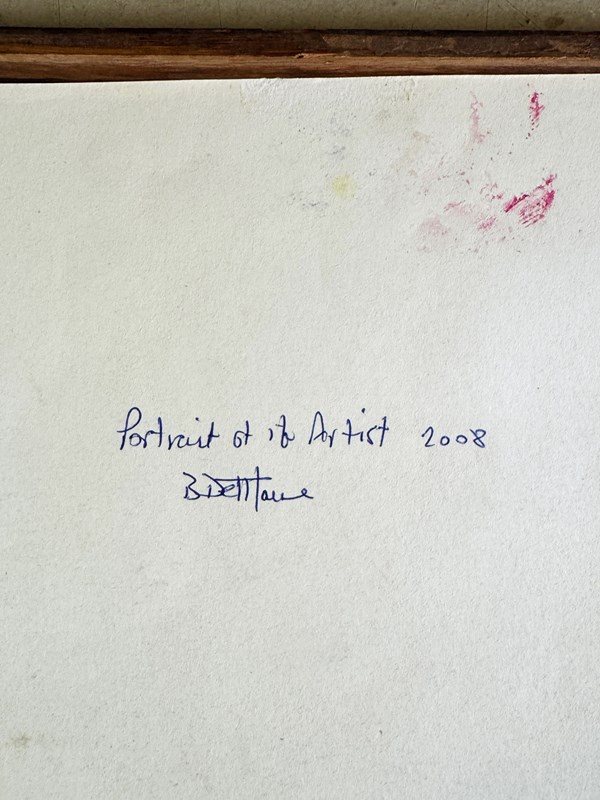 Portrait of the Artist 2008